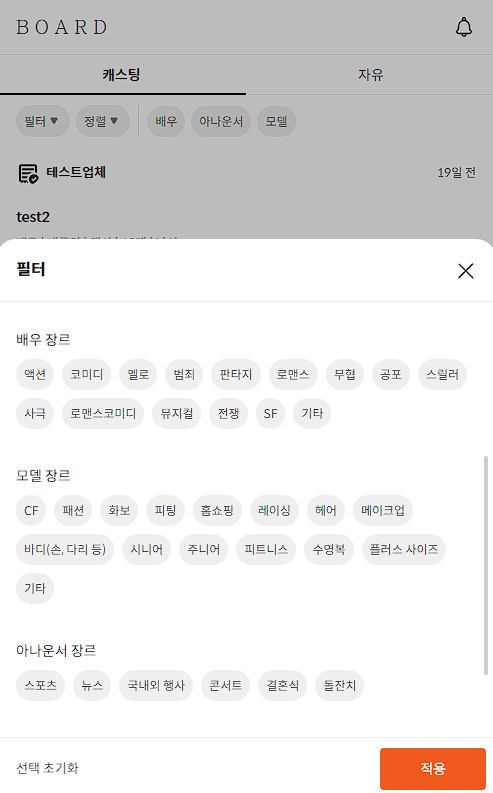 BOARD
캐스팅 자유
필터 ▼ 정렬 ▼ 배우 아나운서 모델
테스트업체 19일 전
test2
필터
배우 장르
액션 코미디 멜로 범죄 판타지 로맨스 무협 공포 스릴러
사극 로맨스코미디 뮤지컬 전쟁 SF 기타
모델 장르
CF 패션 화보 피팅 홈쇼핑 레이싱 헤어 메이크업
바디(손, 다리 등) 시니어 주니어 피트니스 수영복 플러스 사이즈
기타
아나운서 장르
스포츠 뉴스 국내외 행사 콘서트 결혼식 돌잔치
선택 초기화 적용